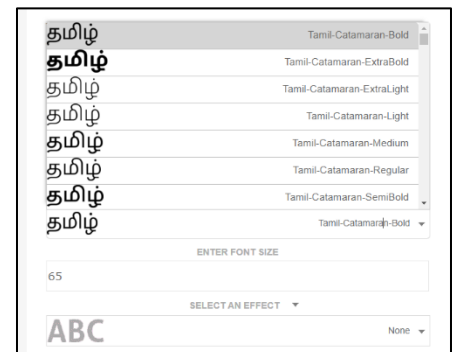 தமிழ் Tamil-Catamaran-Bold
தமிழ் Tamil-Catamaran-ExtraBold
தமிழ் Tamil-Catamaran-ExtraLight
தமிழ் Tamil-Catamaran-Light
தமிழ் Tamil-Catamaran-Medium
தமிழ் Tamil-Catamaran-Regular
தமிழ் Tamil-Catamaran-SemiBold
தமிழ் Tamil-Catamaran-Bold
ENTER FONT SIZE
65
SELECT AN EFFECT
ABC None